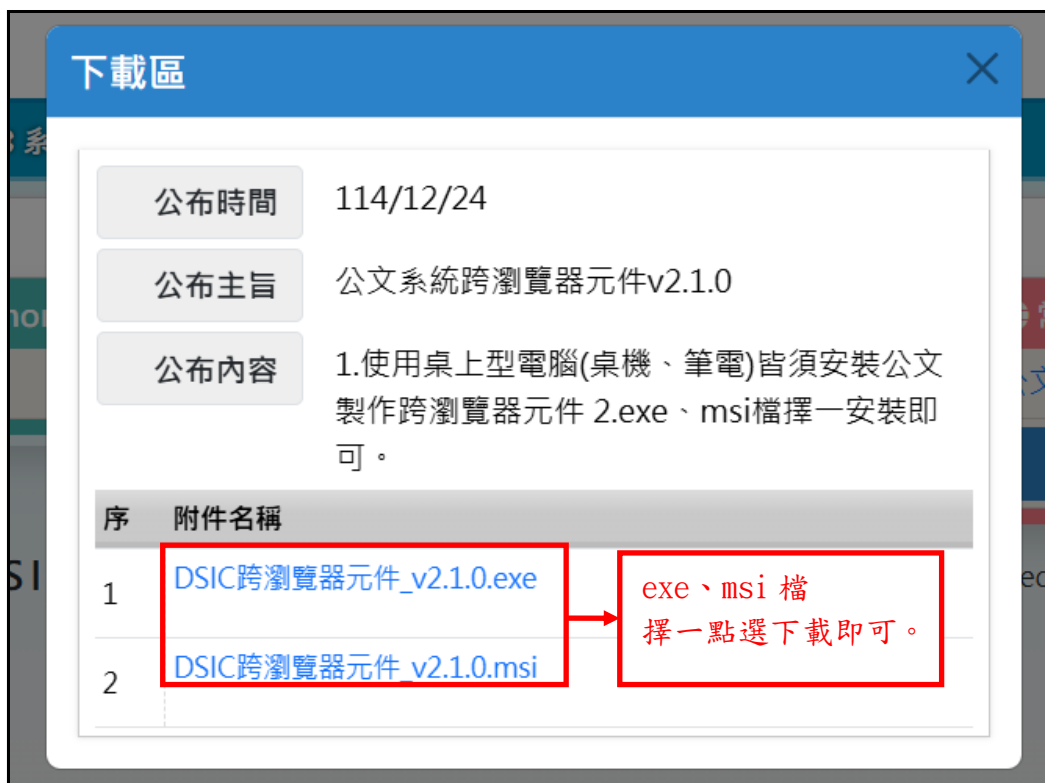 下載區
系
公布時間
114/12/24
公布主旨
公文系統跨瀏覽器元件v2.1.0
公布內容
1.使用桌上型電腦(桌機、筆電)皆須安裝公文
製作跨瀏覽器元件 2.exe、msi檔擇一安裝即
可。
序 附件名稱
1 DSIC跨瀏覽器元件_v2.1.0.exe
2 DSIC跨瀏覽器元件_v2.1.0.msi
exe、msi 檔
擇一點選下載即可。